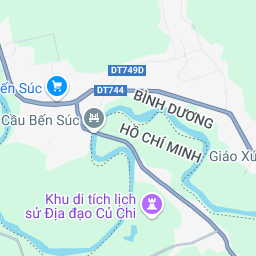 DT749D
DT744
BÌNH DƯƠNG
ến Súc
Cầu Bến Súc
HỒ CHÍ MINH
Giáo Xứ
Khu di tích lịch
sử Địa đạo Củ Chi